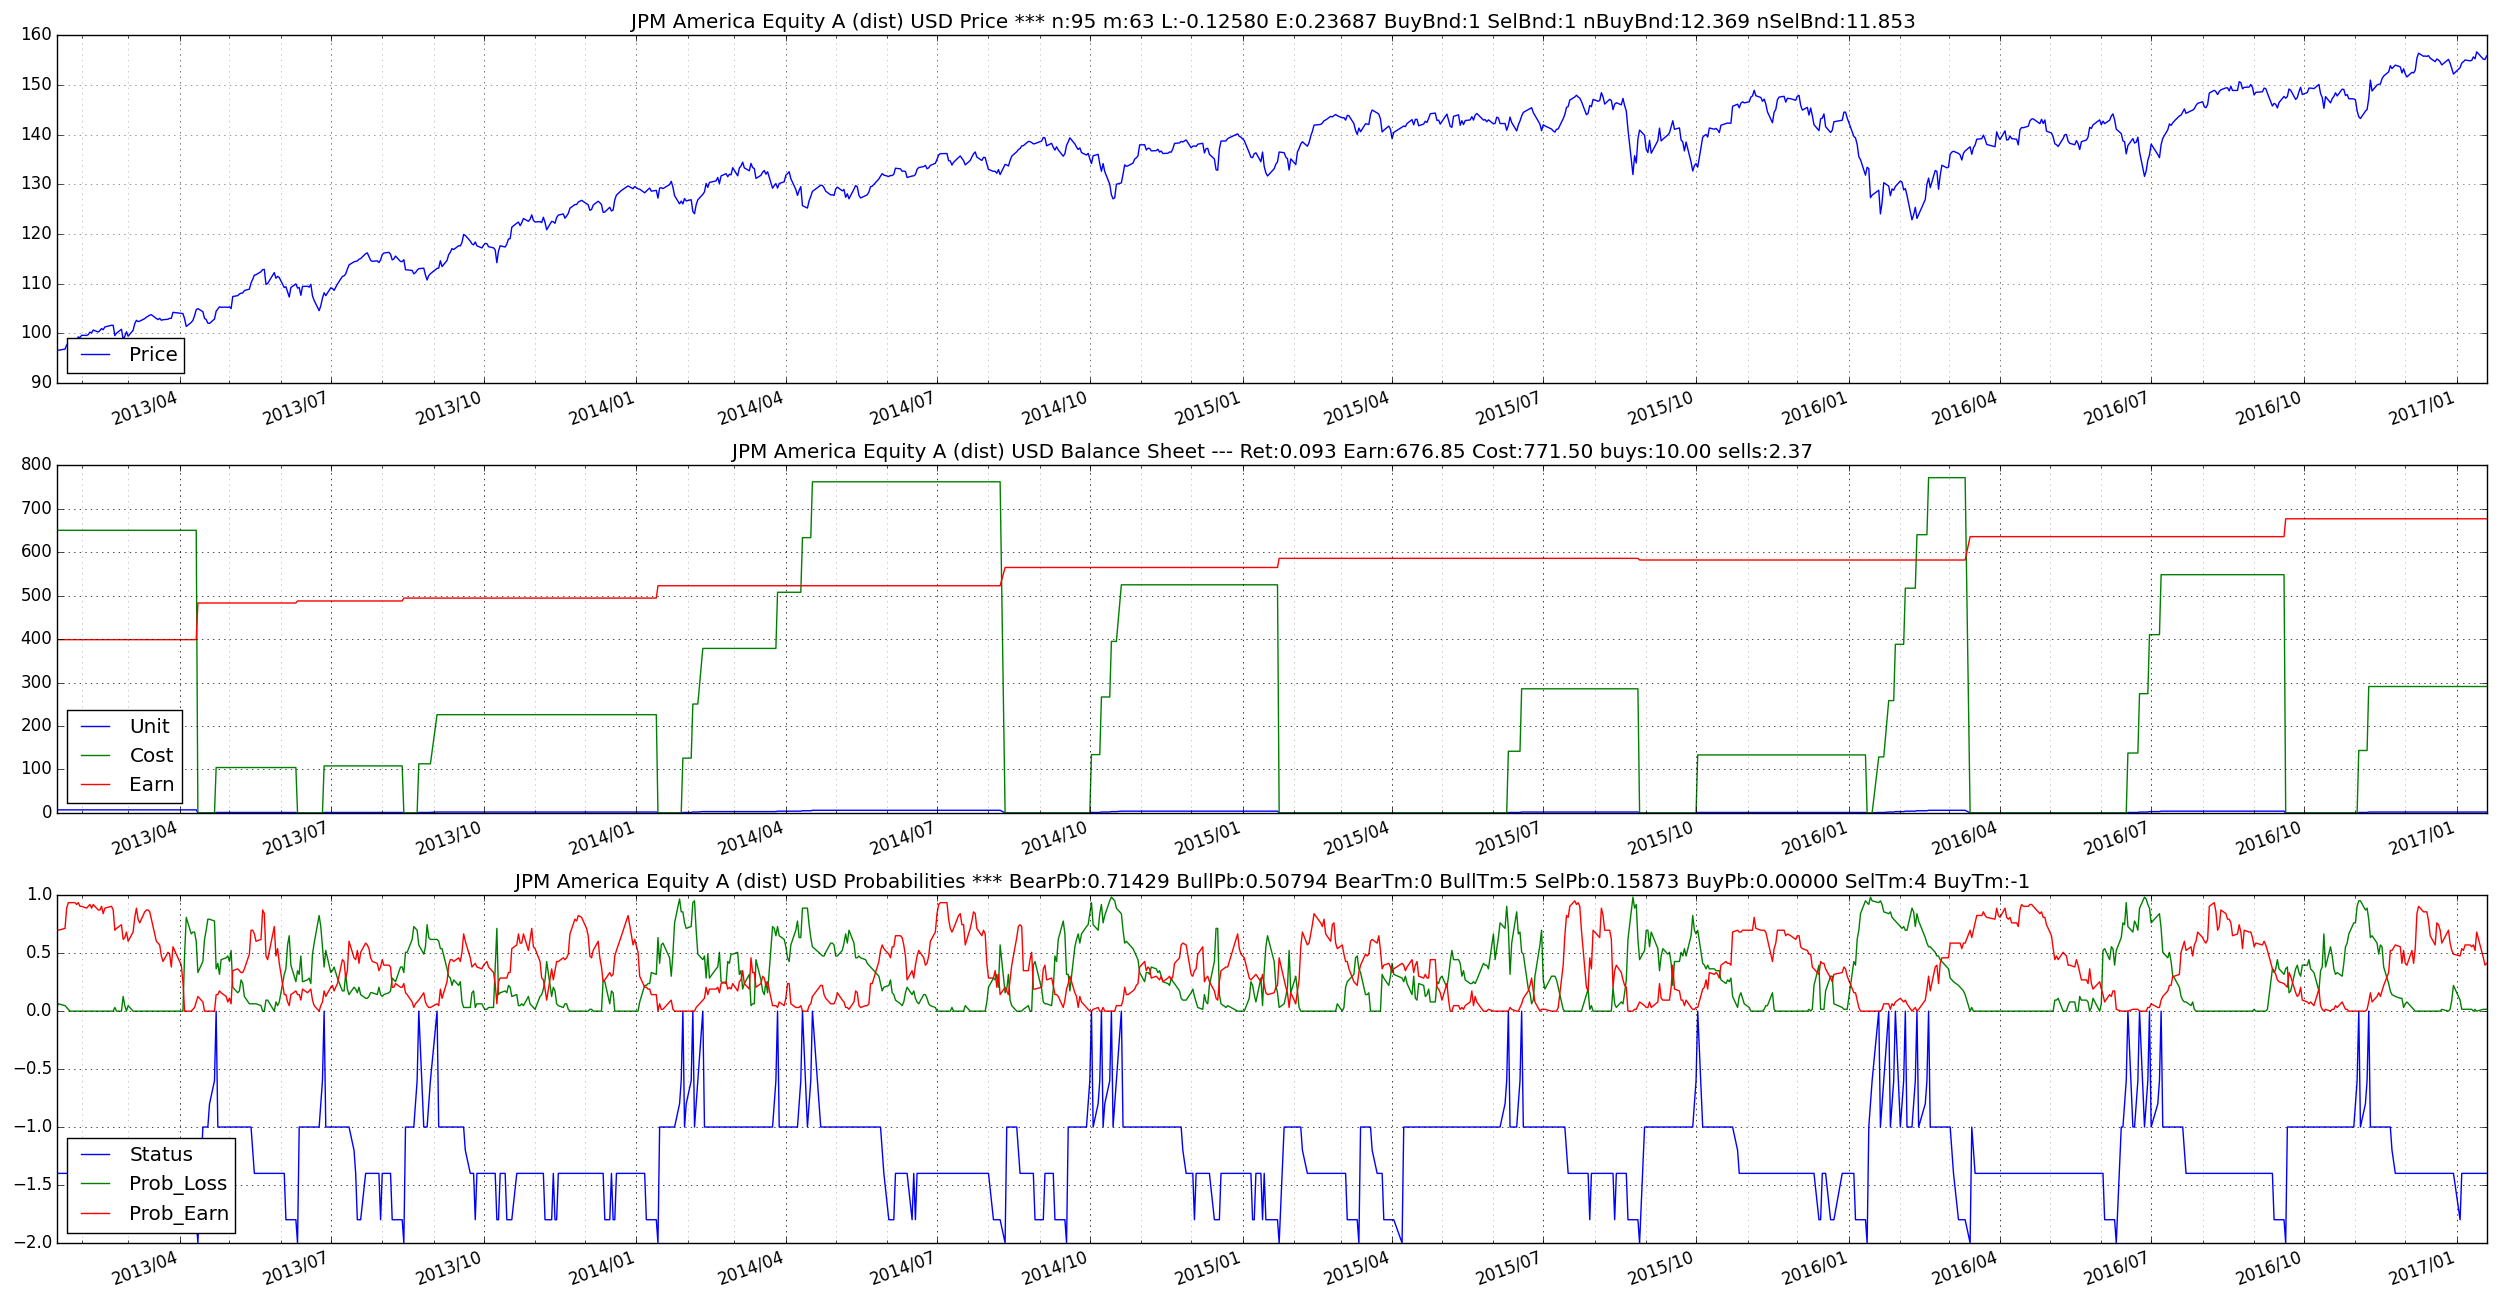 JPM America Equity A (dist) USD Price *** n:95 m:63 L:-0.12580 E:0.23687 BuyBnd:1 SelBnd:1 nBuyBnd:12.369 nSelBnd:11.853
160
150
140
130
120
110
100
90
Price
2013/04 2013/07 2013/10 2014/01 2014/04 2014/07 2014/10 2015/01 2015/04 2015/07 2015/10 2016/01 2016/04 2016/07 2016/10 2017/01
JPM America Equity A (dist) USD Balance Sheet --- Ret:0.093 Earn:676.85 Cost:771.50 buys:10.00 sells:2.37
800
700
600
500
400
300
200
100
0
Unit
Cost
Earn
2013/04 2013/07 2013/10 2014/01 2014/04 2014/07 2014/10 2015/01 2015/04 2015/07 2015/10 2016/01 2016/04 2016/07 2016/10 2017/01
JPM America Equity A (dist) USD Probabilities *** BearPb:0.71429 BullPb:0.50794 BearTm:0 BullTm:5 SelPb:0.15873 BuyPb:0.00000 SelTm:4 BuyTm:-1
1.0
0.5
0.0
−0.5
−1.0
−1.5
−2.0
Status
Prob_Loss
Prob_Earn
2013/04 2013/07 2013/10 2014/01 2014/04 2014/07 2014/10 2015/01 2015/04 2015/07 2015/10 2016/01 2016/04 2016/07 2016/10 2017/01